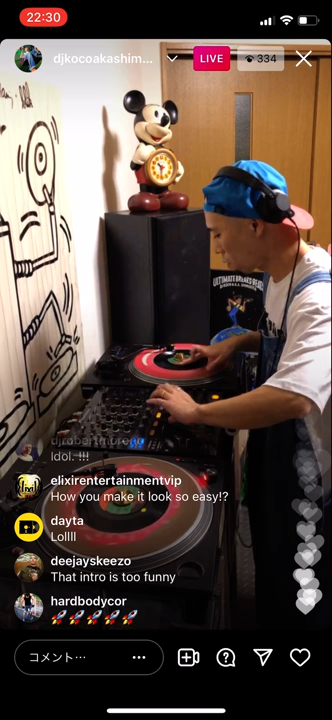 22:30
djkocoakashim...
LIVE
334
ULTIMATE BREAKS & BEATS
Idol. !!!
elixirentertainmentvip
How you make it look so easy!?
dayta
Lollll
deejayskeezo
That intro is too funny
hardbodycor
🚀🚀🚀🚀🚀
コメント…